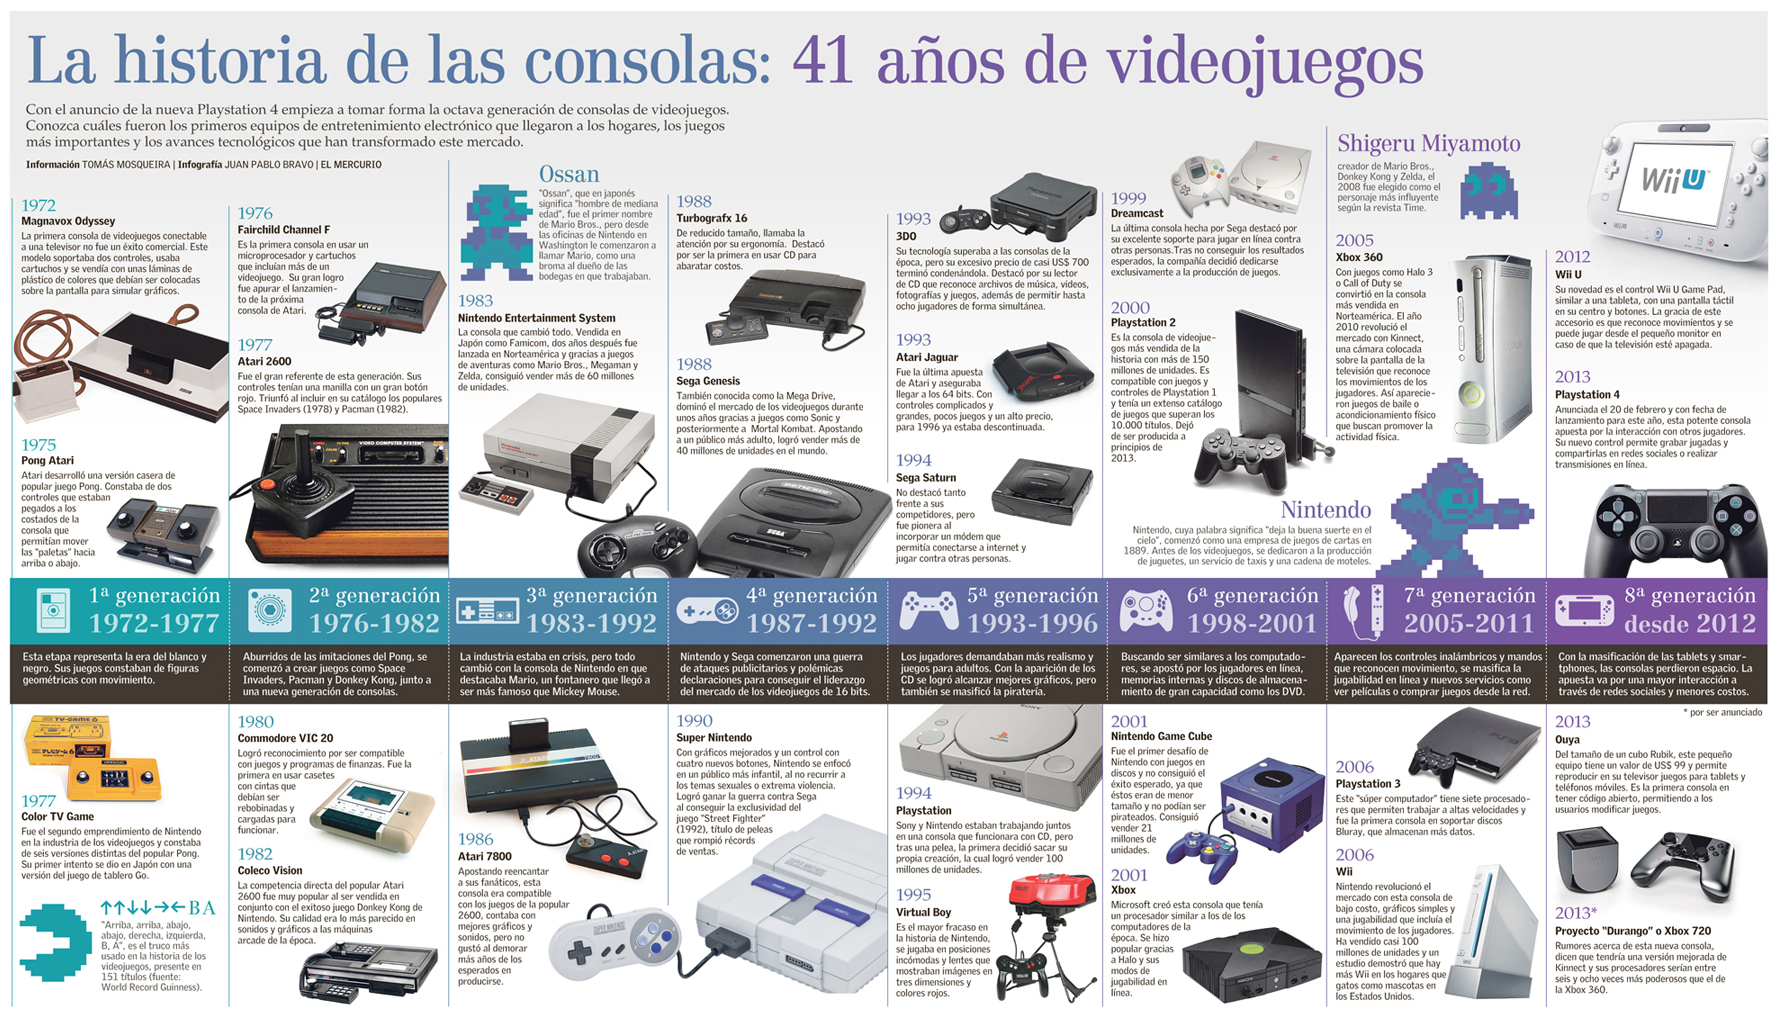 La historia de las consolas: 41 años de videojuegos
Con el anuncio de la nueva Playstation 4 empieza a tomar forma la octava generación de consolas de videojuegos.
Conozca cuáles fueron los primeros equipos de entretenimiento electrónico que llegaron a los hogares, los juegos
más importantes y los avances tecnológicos que han transformado este mercado.
Información TOMÁS MOSQUEIRA | Infografía JUAN PABLO BRAVO | EL MERCURIO
1972
Magnavox Odyssey
La primera consola de videojuegos conectable
a una televisor no fue un éxito comercial. Este
modelo soportaba dos controles, usaba
cartuchos y se vendía con unas láminas de
plástico de colores que debían ser colocadas
sobre la pantalla para simular gráficos.
1975
Pong Atari
Atari desarrolló una versión casera de
popular juego Pong. Constaba de dos
controles que estaban
pegados a los
costados de la
consola que
permitían mover
las "paletas" hacia
arriba o abajo.
1976
Fairchild Channel F
Es la primera consola en usar un
microprocesador y cartuchos
que incluían más de un
videojuego. Su gran logro
fue apurar el lanzamien-
to de la próxima
consola de Atari.
1977
Atari 2600
Fue el gran referente de esta generación. Sus
controles tenían una manilla con un gran botón
rojo. Triunfó al incluir en su catálogo los populares
Space Invaders (1978) y Pacman (1982).
VIDEO COMPUTER SYSTEM
Ossan
"Ossan", que en japonés
significa "hombre de mediana
edad", fue el primer nombre
de Mario Bros., pero desde
las oficinas de Nintendo en
Washington le comenzaron a
llamar Mario, como
una broma al dueño de las
bodegas en que trabajaban.
1983
Nintendo Entertainment System
La consola que cambió todo. Vendida en
Japón como Famicom, dos años después fue
lanzada en Norteamérica y gracias a juegos
de aventuras como Mario Bros., Megaman y
Zelda, consiguió vender más de 60 millones
de unidades.
1988
Turbografx 16
De reducido tamaño, llamaba la
atención por su ergonomía. Destacó
por ser la primera en usar CD para
abaratar costos.
1988
Sega Genesis
También conocida como la Mega Drive,
dominó el mercado de los videojuegos durante
unos años gracias a juegos como Sonic y
posteriormente a Mortal Kombat. Apostando
a un público más adulto, logró vender más de
40 millones de unidades en el mundo.
GENESIS
SEGA
1993
3DO
Su tecnología superaba a las consolas de la
época, pero su excesivo precio de casi US$ 700
terminó condenándola. Destacó por su lector
de CD que reconoce archivos de música, videos,
fotografías y juegos, además de permitir hasta
ocho jugadores de forma simultánea.
1993
Atari Jaguar
Fue la última apuesta
de Atari y aseguraba
llegar a los 64 bits. Con
controles complicados y
grandes, pocos juegos y un alto precio,
para 1996 ya estaba descontinuada.
1994
Sega Saturn
No destacó tanto
frente a sus
competidores, pero
fue pionera al
incorporar un módem que
permitía conectarse a internet y
jugar contra otras personas.
1999
Dreamcast
La última consola hecha por Sega destacó por
su excelente soporte para jugar en línea contra
otras personas.Tras no conseguir los resultados
esperados, la compañía decidió dedicarse
exclusivamente a la producción de juegos.
2000
Playstation 2
Es la consola de videojue-
gos más vendida de la
historia con más de 150
millones de unidades. Es
compatible con juegos y
controles de Playstation 1
y tenía un extenso catálogo
de juegos que superan los
10.000 títulos. Dejó
de ser producida a
principios de
2013.
Shigeru Miyamoto
creador de Mario Bros.,
Donkey Kong y Zelda, el
2008 fue elegido como el
personaje más influyente
según la revista Time.
2005
Xbox 360
Con juegos como Halo 3
o Call of Duty se
convirtió en la consola
más vendida en
Norteamérica. El año
2010 revolucionó el
mercado con Kinnect,
una cámara colocada
sobre la pantalla de la
televisión que reconoce
los movimientos de los
jugadores. Así aparecie-
ron juegos de baile o
acondicionamiento físico
que buscan promover la
actividad física.
Nintendo
Nintendo, cuya palabra significa "deja la buena suerte en el
cielo", comenzó como una empresa de juegos de cartas en
1889. Antes de los videojuegos, se dedicaron a la producción
de juguetes, un servicio de taxis y una cadena de moteles.
Wii U
2012
Wii U
Su novedad es el control Wii U Game Pad,
similar a una tableta, con una pantalla táctil
en su centro y botones. La gracia de este
accesorio es que reconoce movimientos y se
puede jugar desde el pequeño monitor en
caso de que la televisión esté apagada.
2013
Playstation 4
Anunciada el 20 de febrero y con fecha de
lanzamiento para este año, esta potente consola
apuesta por la interacción con otros jugadores.
Su nuevo control permite grabar jugadas y
compartirlas en redes sociales o realizar
transmisiones en línea.
1ª generación
1972-1977
2ª generación
1976-1982
3ª generación
1983-1992
4ª generación
1987-1992
5ª generación
1993-1996
6ª generación
1998-2001
7ª generación
2005-2011
8ª generación
desde 2012
Esta etapa representa la era del blanco y
negro. Sus juegos constaban de figuras
geométricas con movimiento.
Aburridos de las imitaciones del Pong, se
comenzó a crear juegos como Space
Invaders, Pacman y Donkey Kong, junto a
una nueva generación de consolas.
La industria estaba en crisis, pero todo
cambió con la consola de Nintendo en que
destacaba Mario, un fontanero que llegó a
ser más famoso que Mickey Mouse.
Nintendo y Sega comenzaron una guerra
de ataques publicitarios y polémicas
declaraciones para conseguir el liderazgo
del mercado de los videojuegos de 16 bits.
Los jugadores demandaban más realismo y
juegos para adultos. Con la aparición de los
CD se logró alcanzar mejores gráficos, pero
también se masificó la piratería.
Buscando ser similares a los computado-
res, se apostó por los jugadores en línea,
memorias internas y discos de almacena-
miento de gran capacidad como los DVD.
Aparecen los controles inalámbricos y mandos
que reconocen movimiento, se masifica la
jugabilidad en línea y nuevos servicios como
ver películas o comprar juegos desde la red.
Con la masificación de las tablets y smar-
tphones, las consolas perdieron espacio. La
apuesta va por una mayor interacción a
través de redes sociales y menores costos.
* por ser anunciado
TV-GAME 6
1977
Color TV Game
Fue el segundo emprendimiento de Nintendo
en la industria de los videojuegos y constaba
de seis versiones distintas del popular Pong.
Su primer intento se dio en Japón con una
versión del juego de tablero Go.
↑↑↓↓→←B A
"Arriba, arriba, abajo,
abajo, derecha, izquierda,
B, A", es el truco más
usado en la historia de los
videojuegos, presente en
151 títulos (fuente:
World Record Guinness).
1980
Commodore VIC 20
Logró reconocimiento por ser compatible
con juegos y programas de finanzas. Fue la
primera en usar casetes
con cintas que
debían ser
rebobinadas y
cargadas para
funcionar.
1982
Coleco Vision
La competencia directa del popular Atari
2600 fue muy popular al ser vendida en
conjunto con el exitoso juego Donkey Kong de
Nintendo. Su calidad era lo más parecido en
sonidos y gráficos a las máquinas
arcade de la época.
7800
1986
Atari 7800
Apostando reencantar
a sus fanáticos, esta
consola era compatible
con los juegos de la popular
2600, contaba con
mejores gráficos y
sonidos, pero no
gustó al demorar
más años de los
esperados en
producirse.
1990
Super Nintendo
Con gráficos mejorados y un control con
cuatro nuevos botones, Nintendo se enfocó
en un público más infantil, al no recurrir a
los temas sexuales o extrema violencia.
Logró ganar la guerra contra Sega
al conseguir la exclusividad del
juego "Street Fighter"
(1992), título de peleas
que rompió récords
de ventas.
SUPER NINTENDO
SONY
1994
Playstation
Sony y Nintendo estaban trabajando juntos
en una consola que funcionara con CD, pero
tras una pelea, la primera decidió sacar su
propia creación, la cual logró vender 100
millones de unidades.
1995
Virtual Boy
Es el mayor fracaso en
la historia de Nintendo,
se jugaba en posiciones
incómodas y lentes que
mostraban imágenes en
tres dimensiones y
colores rojos.
2001
Nintendo Game Cube
Fue el primer desafío de
Nintendo con juegos en
discos y no consiguió el
éxito esperado, ya que
éstos eran de menor
tamaño y no podían ser
pirateados. Consiguió
vender 21
millones de
unidades.
2001
Xbox
Microsoft creó esta consola que tenía
un procesador similar a los de los
computadores de la
época. Se hizo
popular gracias
a Halo y sus
modos de
jugabilidad en
línea.
PS3
2006
Playstation 3
Este "súper computador" tiene siete procesado-
res que permiten trabajar a altas velocidades y
fue la primera consola en soportar discos
Bluray, que almacenan más datos.
2006
Wii
Nintendo revolucionó el
mercado con esta consola de
bajo costo, gráficos simples y
una jugabilidad que incluía el
movimiento de los jugadores.
Ha vendido casi 100
millones de unidades y un
estudio demostró que hay
más Wii en los hogares que
gatos como mascotas en
los Estados Unidos.
Wii
2013
Ouya
Del tamaño de un cubo Rubik, este pequeño
equipo tiene un valor de US$ 99 y permite
reproducir en su televisor juegos para tablets y
teléfonos móviles. Es la primera consola en
tener código abierto, permitiendo a los
usuarios modificar juegos.
2013*
Proyecto "Durango" o Xbox 720
Rumores acerca de esta nueva consola,
dicen que tendría una versión mejorada de
Kinnect y sus procesadores serían entre
seis y ocho veces más poderosos que el de
la Xbox 360.